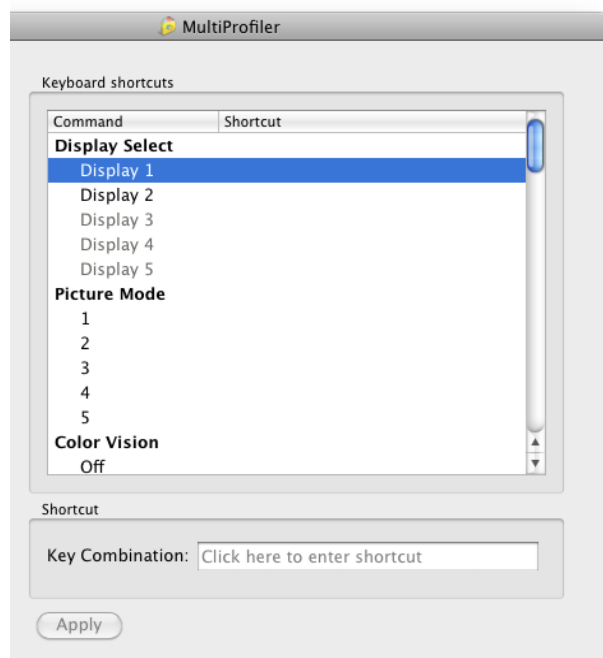 MultiProfiler
Keyboard shortcuts
Command Shortcut
Display Select
Display 1
Display 2
Display 3
Display 4
Display 5
Picture Mode
1
2
3
4
5
Color Vision
Off
Shortcut
Key Combination: Click here to enter shortcut
Apply